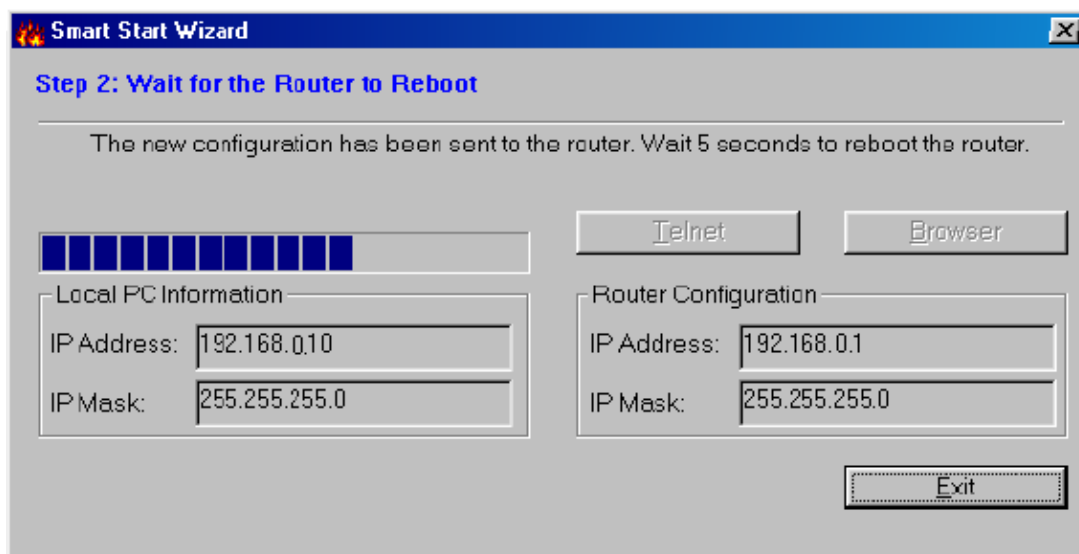 Smart Start Wizard
Step 2: Wait for the Router to Reboot
The new configuration has been sent to the router. Wait 5 seconds to reboot the router.
Telnet
Browser
Local PC Information
IP Address: 192.168.0.10
IP Mask: 255.255.255.0
Router Configuration
IP Address: 192.168.0.1
IP Mask: 255.255.255.0
Exit